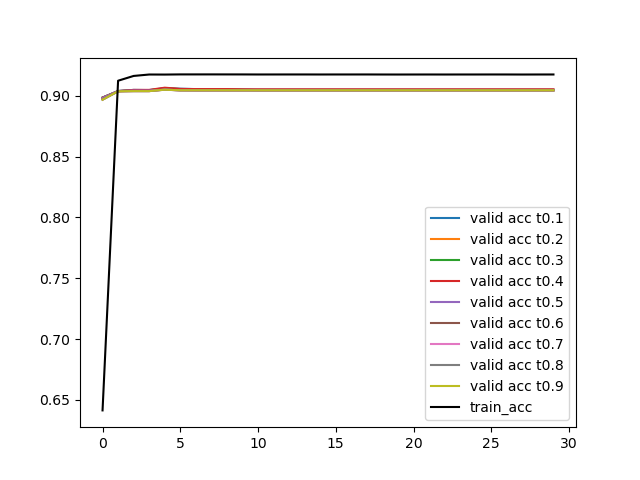 0.90
0.85
0.80
0.75
0.70
0.65
0 5 10 15 20 25 30
valid acc t0.1
valid acc t0.2
valid acc t0.3
valid acc t0.4
valid acc t0.5
valid acc t0.6
valid acc t0.7
valid acc t0.8
valid acc t0.9
train_acc